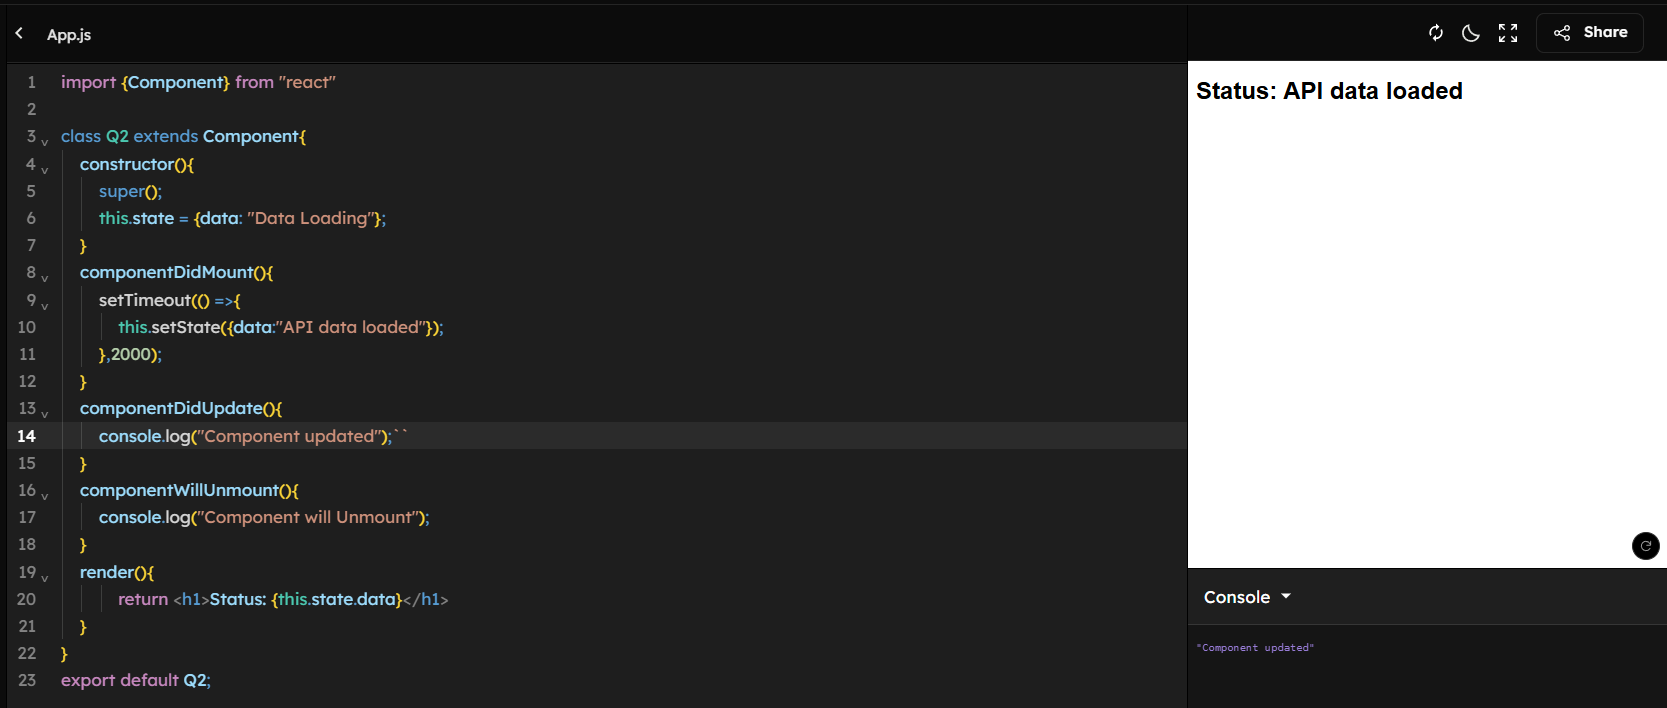 App.js
Share
1 import {Component} from "react"
2
3 class Q2 extends Component{
4 constructor(){
5 super();
6 this.state = {data: "Data Loading"};
7 }
8 componentDidMount(){
9 setTimeout(() =>{
10 this.setState({data:"API data loaded"});
11 },2000);
12 }
13 componentDidUpdate(){
14 console.log("Component updated");``
15 }
16 componentWillUnmount(){
17 console.log("Component will Unmount");
18 }
19 render(){
20 return <h1>Status: {this.state.data}</h1>
21 }
22 }
23 export default Q2;
Status: API data loaded
Console
"Component updated"